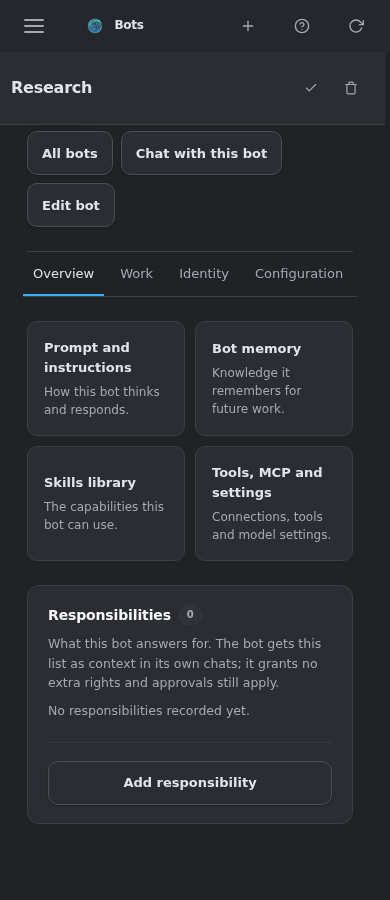 Bots
Research
All bots
Chat with this bot
Edit bot
Overview
Work
Identity
Configuration
Prompt and
instructions
How this bot thinks
and responds.
Bot memory
Knowledge it
remembers for
future work.
Skills library
The capabilities this
bot can use.
Tools, MCP and
settings
Connections, tools
and model settings.
Responsibilities 0
What this bot answers for. The bot gets this
list as context in its own chats; it grants no
extra rights and approvals still apply.
No responsibilities recorded yet.
Add responsibility